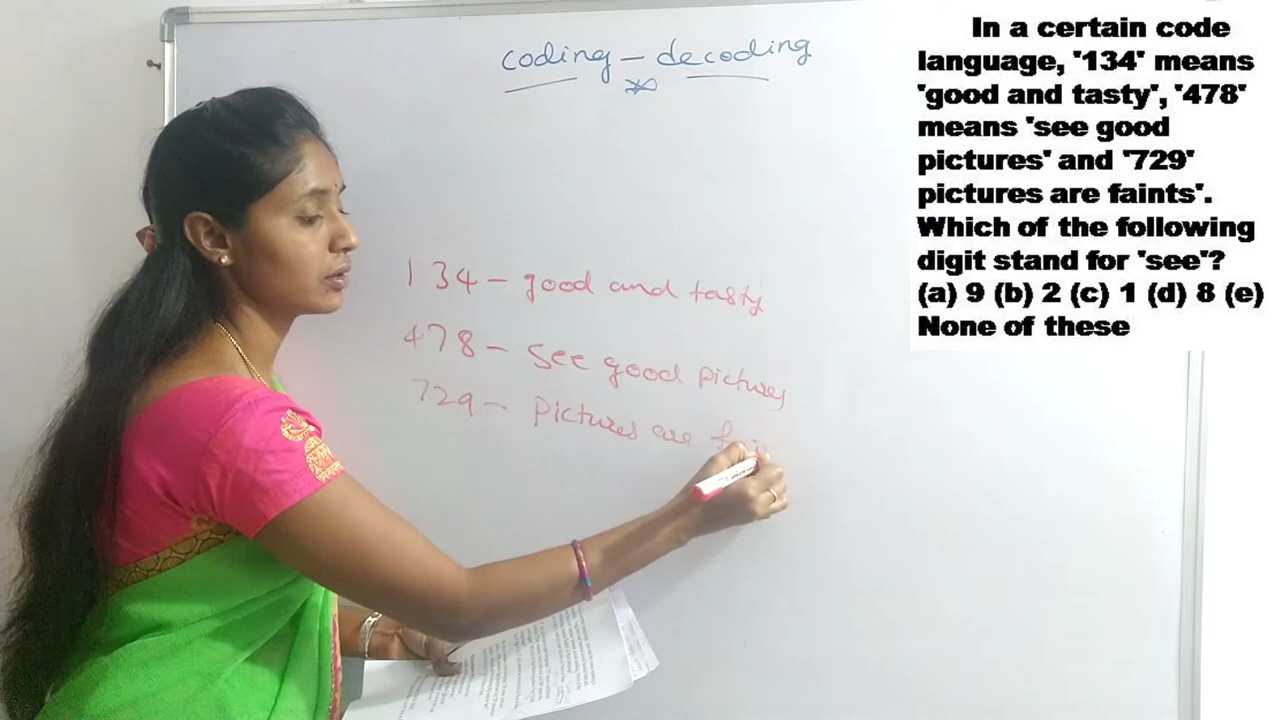 coding - decoding
134 - good and tasty
478 - see good pictures
729 - Pictures are
In a certain code
language, '134' means
'good and tasty', '478'
means 'see good
pictures' and '729'
pictures are faints'.
Which of the following
digit stand for 'see'?
(a) 9 (b) 2 (c) 1 (d) 8 (e)
None of these